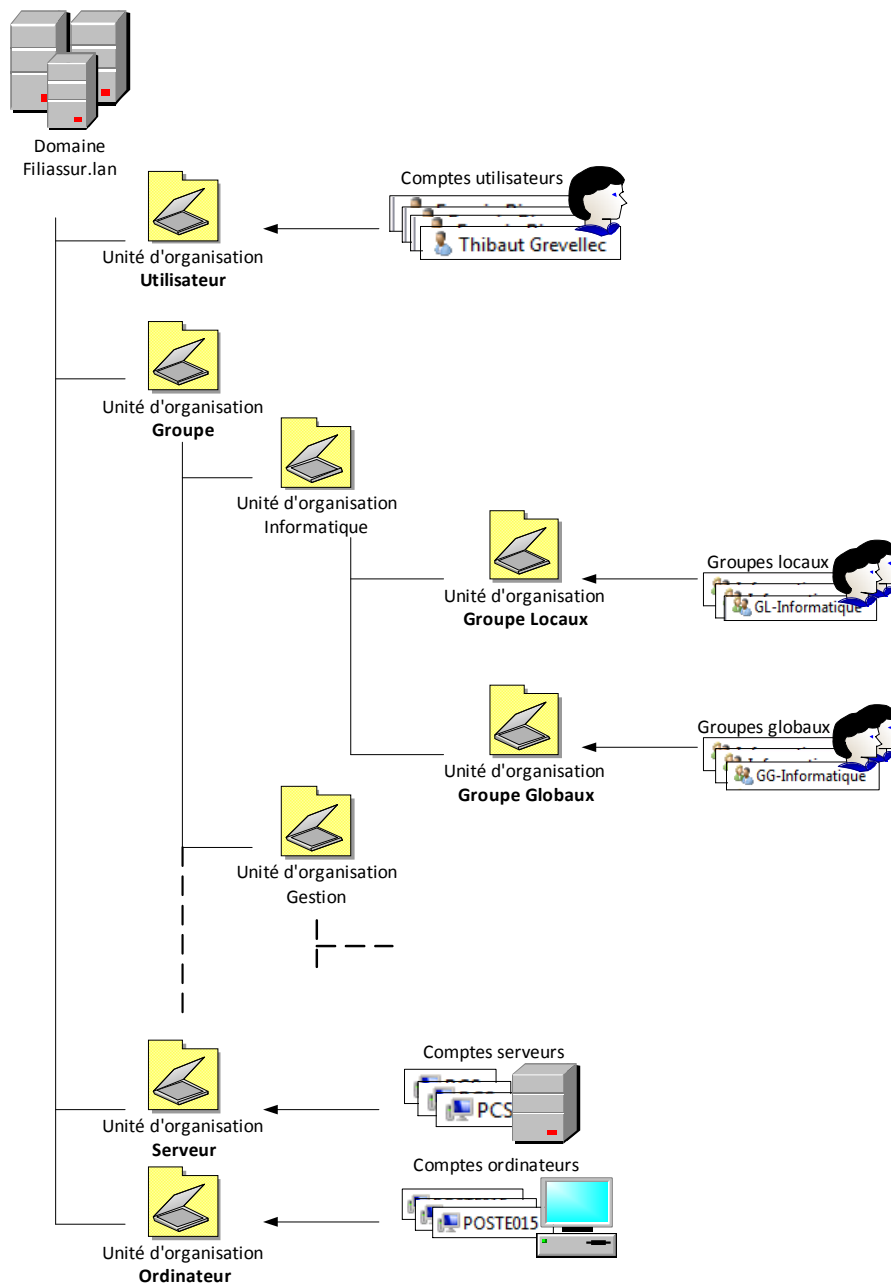 Domaine
Filiassur.lan
Comptes utilisateurs
Thibaut Grevellec
Unité d'organisation
Utilisateur
Unité d'organisation
Groupe
Unité d'organisation
Informatique
Groupes locaux
GL-Informatique
Unité d'organisation
Groupe Locaux
Groupes globaux
GG-Informatique
Unité d'organisation
Groupe Globaux
Unité d'organisation
Gestion
Comptes serveurs
PCS
Unité d'organisation
Serveur
Comptes ordinateurs
POSTE015
Unité d'organisation
Ordinateur